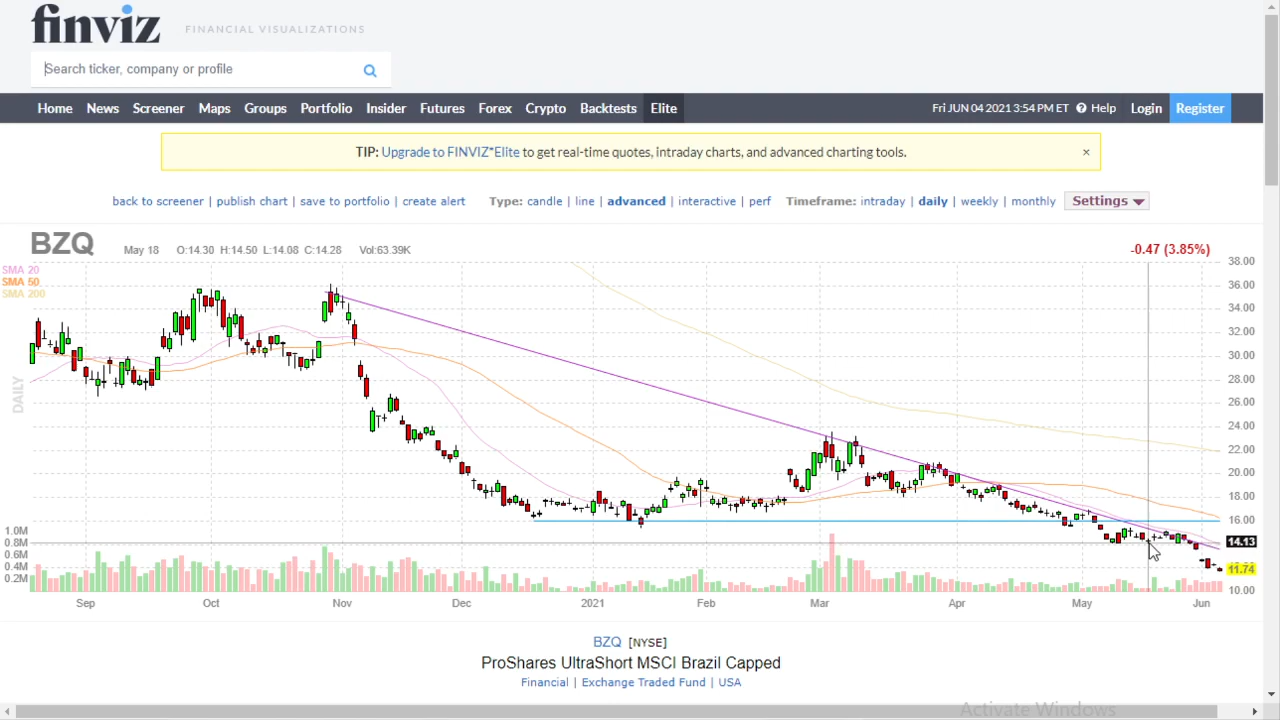 finviz FINANCIAL VISUALIZATIONS
Search ticker, company or profile
Home News Screener Maps Groups Portfolio Insider Futures Forex Crypto Backtests Elite Fri JUN 04 2021 3:54 PM ET Help Login Register
TIP: Upgrade to FINVIZ*Elite to get real-time quotes, intraday charts, and advanced charting tools. ×
back to screener | publish chart | save to portfolio | create alert Type: candle | line | advanced | interactive | perf Timeframe: intraday | daily | weekly | monthly Settings
BZQ May 18 O:14.30 H:14.50 L:14.08 C:14.28 Vol:63.39K -0.47 (3.85%)
38.00
SMA 20
SMA 50
SMA 200
36.00
34.00
32.00
30.00
28.00
26.00
24.00
22.00
20.00
18.00
16.00
DAILY
1.0M
0.8M
0.6M
0.4M
0.2M
14.13
11.74
10.00
Sep Oct Nov Dec 2021 Feb Mar Apr May Jun
BZQ [NYSE]
ProShares UltraShort MSCI Brazil Capped
Financial | Exchange Traded Fund | USA
Activate Windows